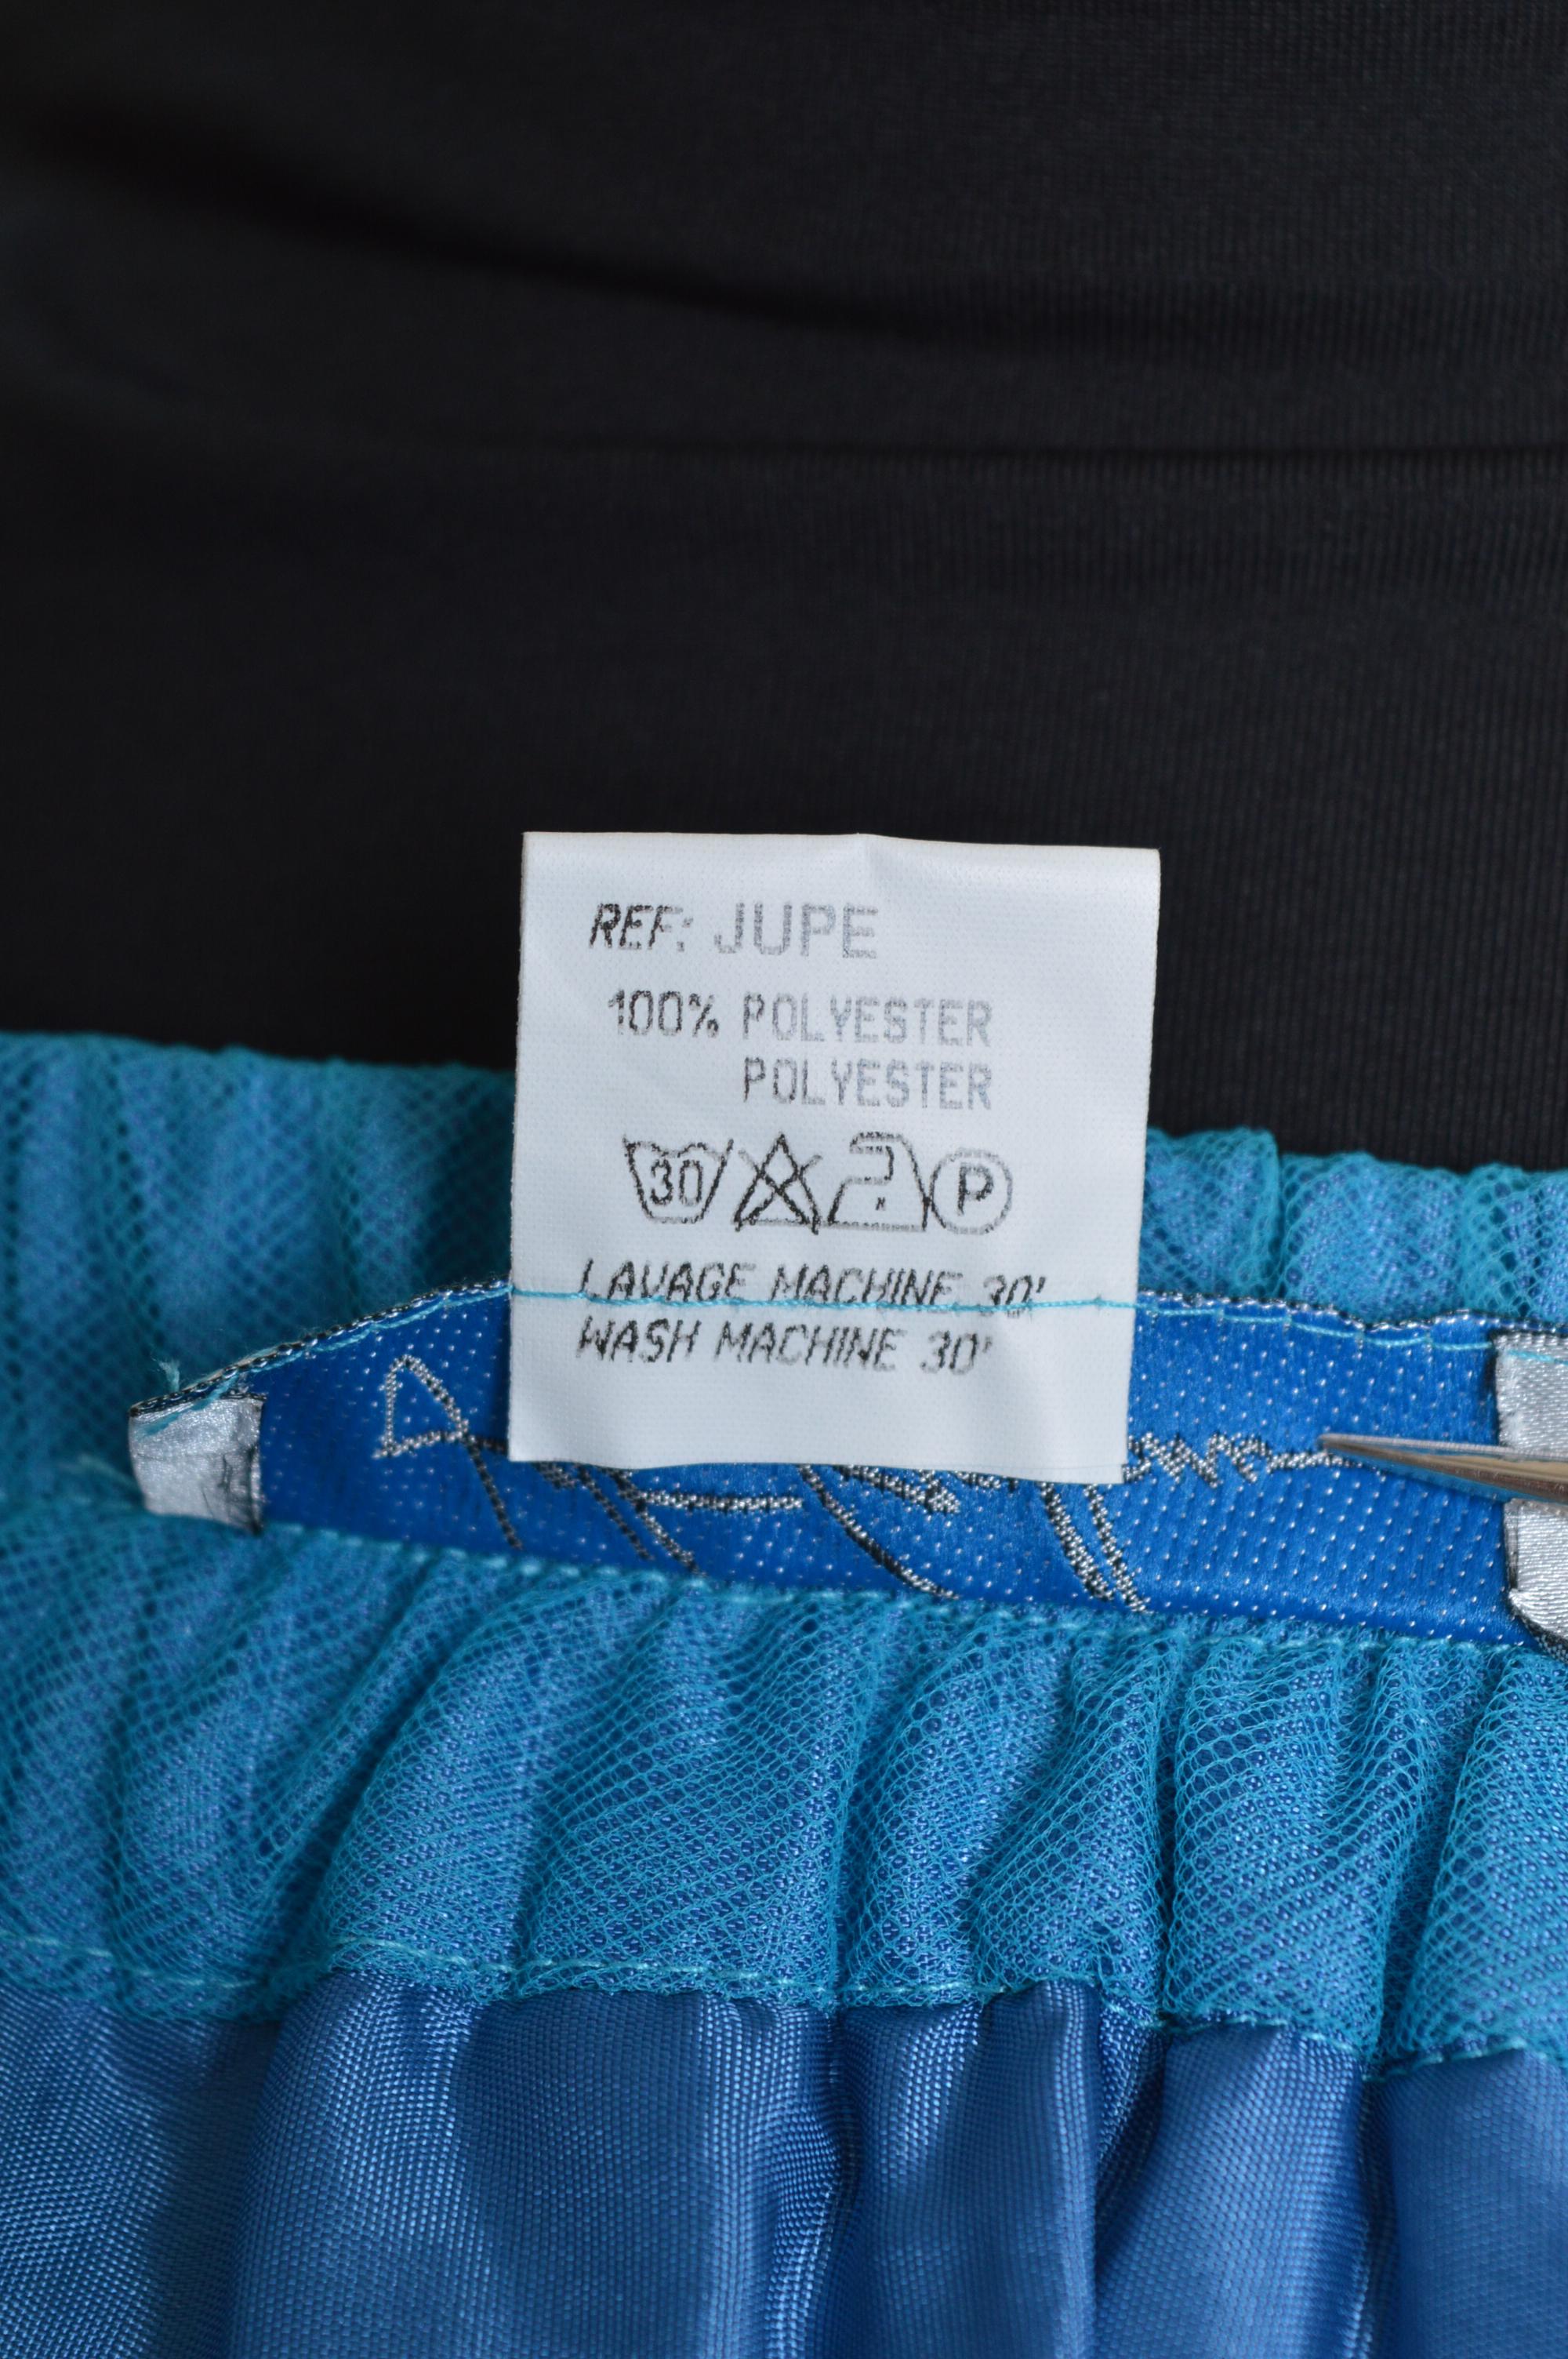 REF: JUPE
100% POLYESTER
POLYESTER
30 P
LAVAGE MACHINE 30'
WASH MACHINE 30'